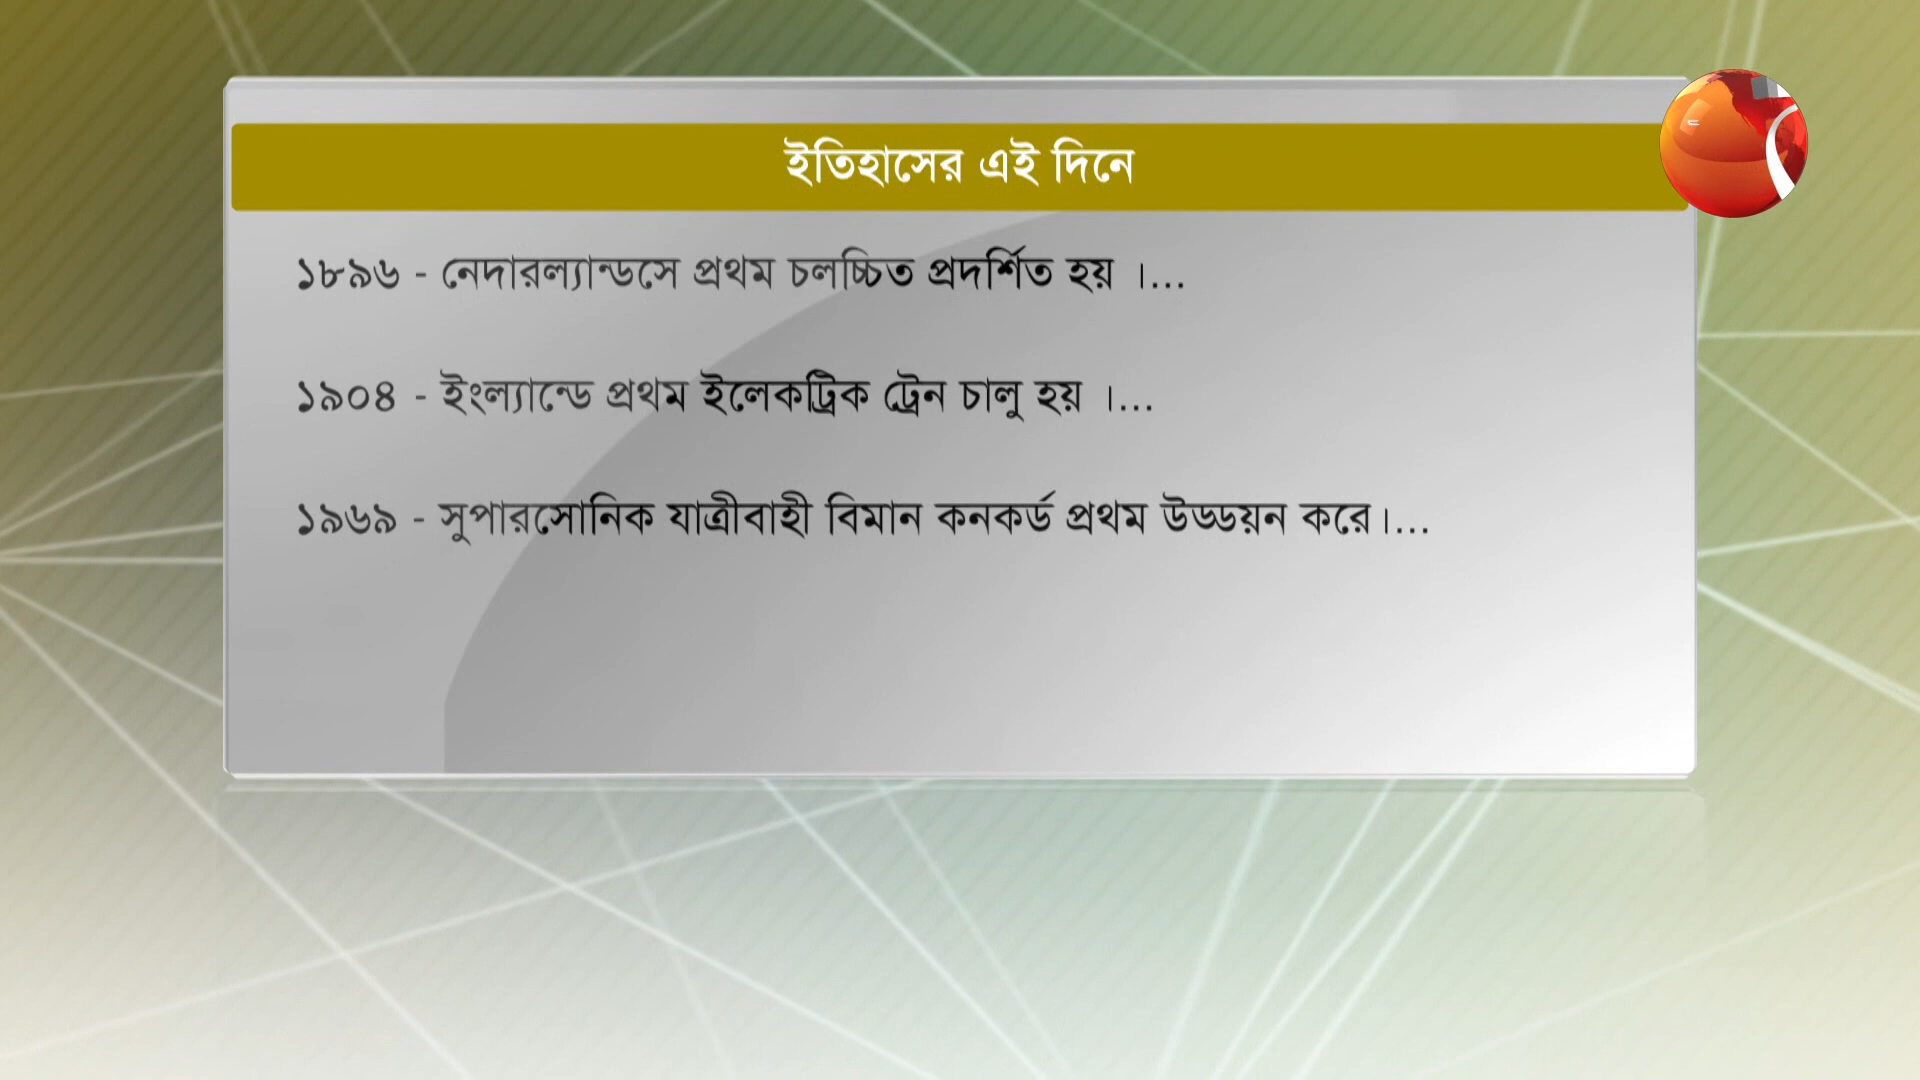 ইতিহাসের এই দিনে
১৮৯৬ - নেদারল্যান্ডসে প্রথম চলচ্চিত প্রদর্শিত হয় ।...
১৯০৪ - ইংল্যান্ডে প্রথম ইলেকট্রিক ট্রেন চালু হয় ।...
১৯৬৯ - সুপারসোনিক যাত্রীবাহী বিমান কনকর্ড প্রথম উড্ডয়ন করে।...